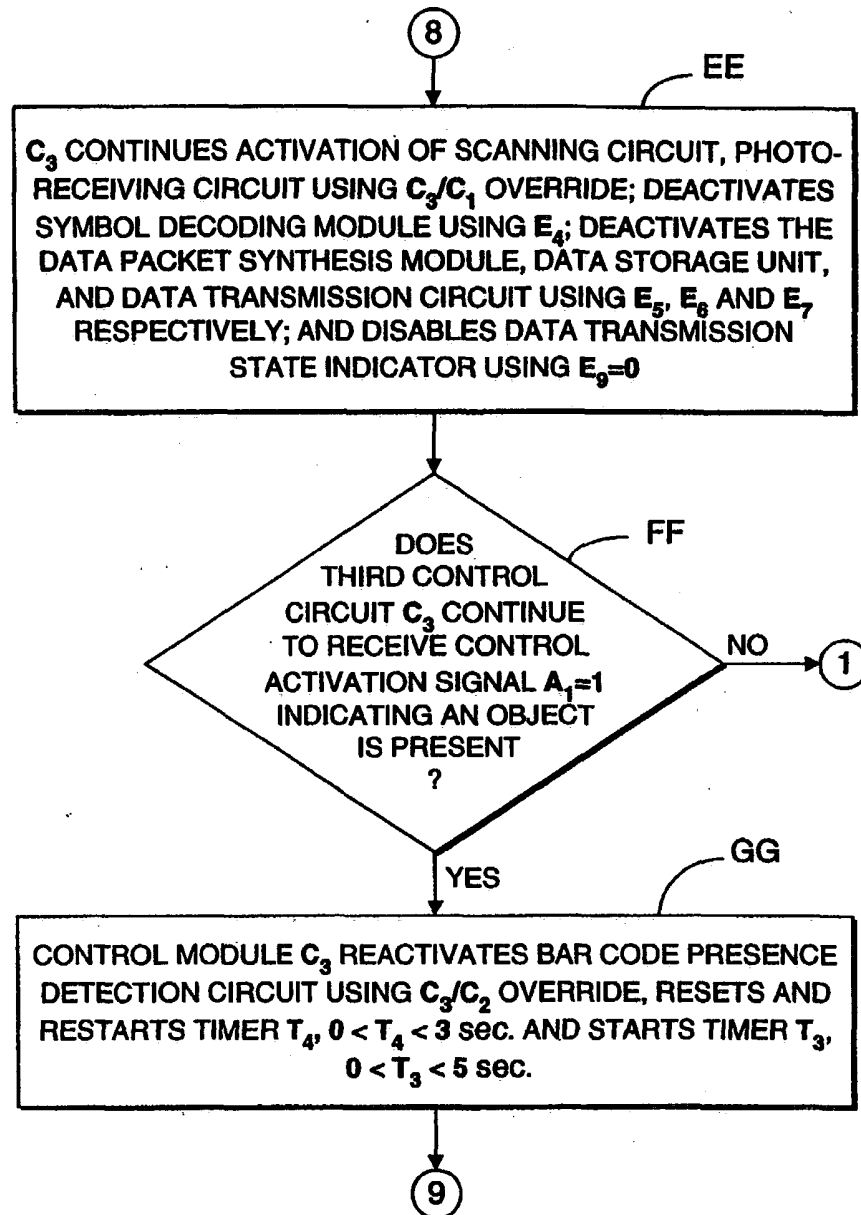 8
EE
C₃ CONTINUES ACTIVATION OF SCANNING CIRCUIT, PHOTO-
RECEIVING CIRCUIT USING C₃/C₁ OVERRIDE; DEACTIVATES
SYMBOL DECODING MODULE USING E₄; DEACTIVATES THE
DATA PACKET SYNTHESIS MODULE, DATA STORAGE UNIT,
AND DATA TRANSMISSION CIRCUIT USING E₅, E₆ AND E₇
RESPECTIVELY; AND DISABLES DATA TRANSMISSION
STATE INDICATOR USING E₉=0
FF
DOES
THIRD CONTROL
CIRCUIT C₃ CONTINUE
TO RECEIVE CONTROL
ACTIVATION SIGNAL A₁=1
INDICATING AN OBJECT
IS PRESENT
?
NO
1
YES
GG
CONTROL MODULE C₃ REACTIVATES BAR CODE PRESENCE
DETECTION CIRCUIT USING C₃/C₂ OVERRIDE, RESETS AND
RESTARTS TIMER T₄, 0 < T₄ < 3 sec. AND STARTS TIMER T₃,
0 < T₃ < 5 sec.
9